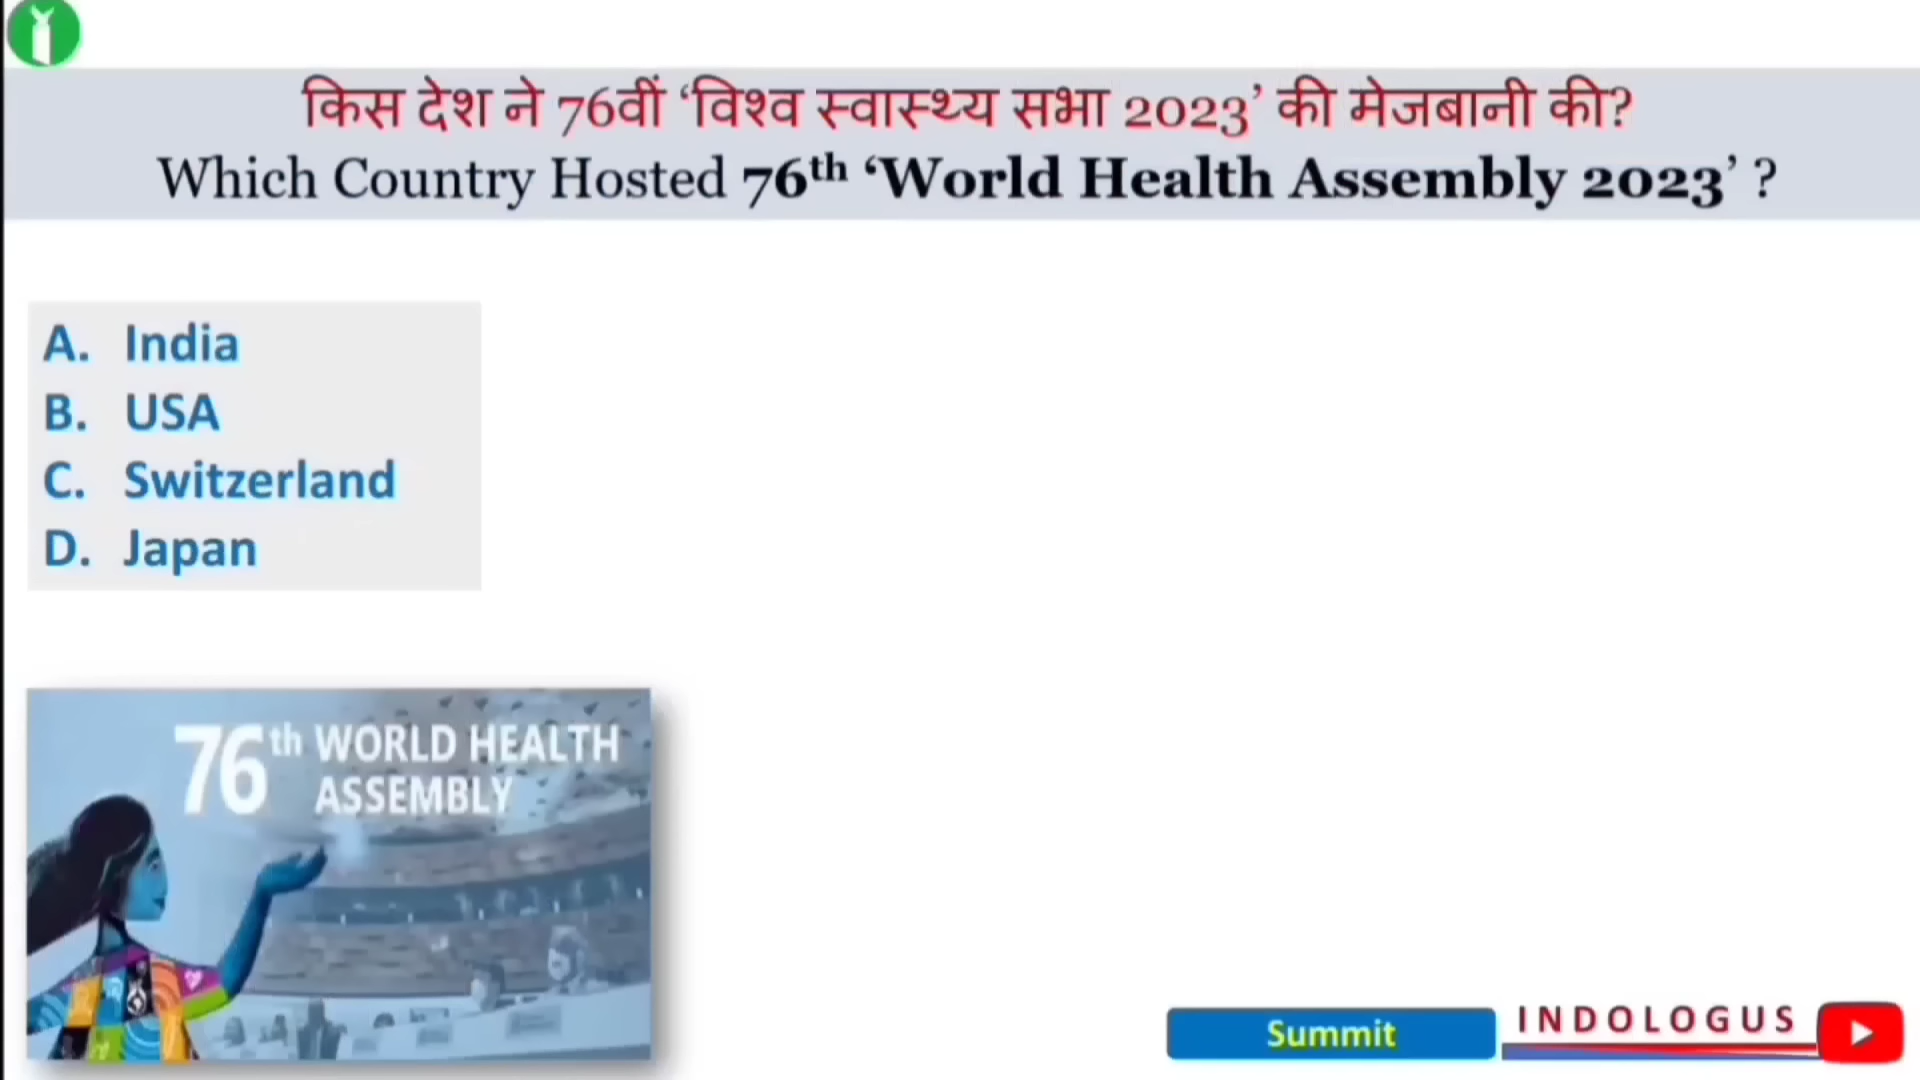 किस देश ने 76वीं ‘विश्व स्वास्थ्य सभा 2023’ की मेजबानी की?
Which Country Hosted 76th ‘World Health Assembly 2023’ ?
A. India
B. USA
C. Switzerland
D. Japan
76th WORLD HEALTH
ASSEMBLY
Summit
INDOLOGUS